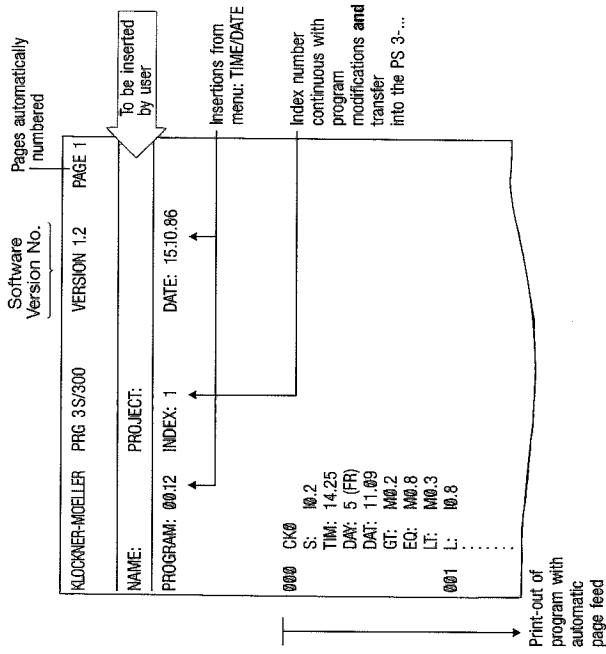 Software
Version No.
Pages automatically
numbered
KLOCKNER-MOELLER PRG 3 S/300 VERSION 1.2 PAGE 1
To be inserted
by user
NAME: PROJECT:
PROGRAM: 00.12 INDEX: 1 DATE: 15.10.86
Insertions from
menu: TIME/DATE
Index number
continuous with
program
modifications and
transfer
into the PS 3-...
000 CK0
S: I0.2
TIM: 14.25
DAY: 5 (FR)
DAT: 11.09
GT: M0.2
EQ: M0.8
LT: M0.3
001 L: I0.8
Print-out of
program with
automatic
page feed